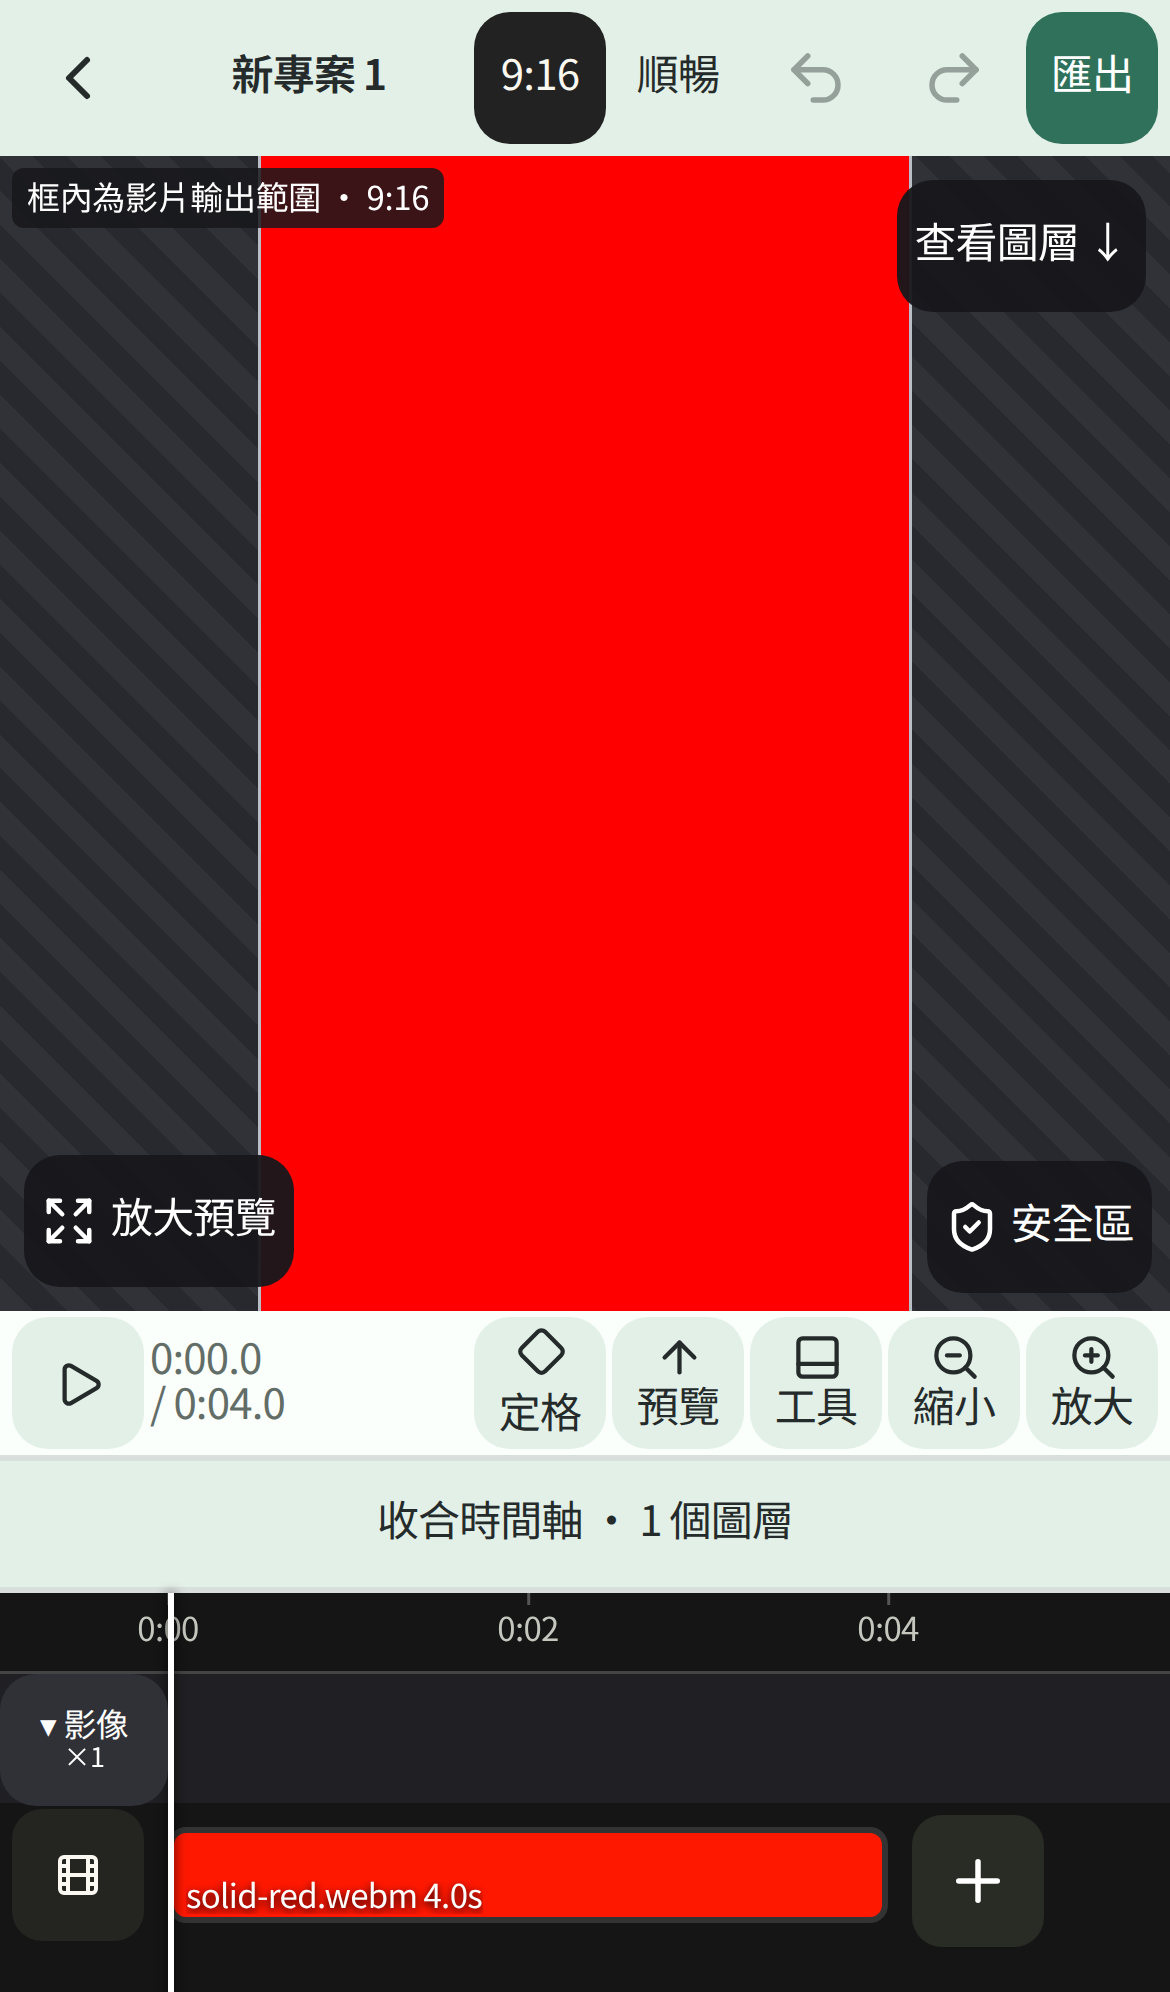 新專案 1
9:16
順暢
匯出
框內為影片輸出範圍 · 9:16
查看圖層 ↓
放大預覽
安全區
0:00.0
/ 0:04.0
定格
預覽
工具
縮小
放大
收合時間軸 · 1 個圖層
0:00
0:02
0:04
▾ 影像
×1
solid-red.webm 4.0s